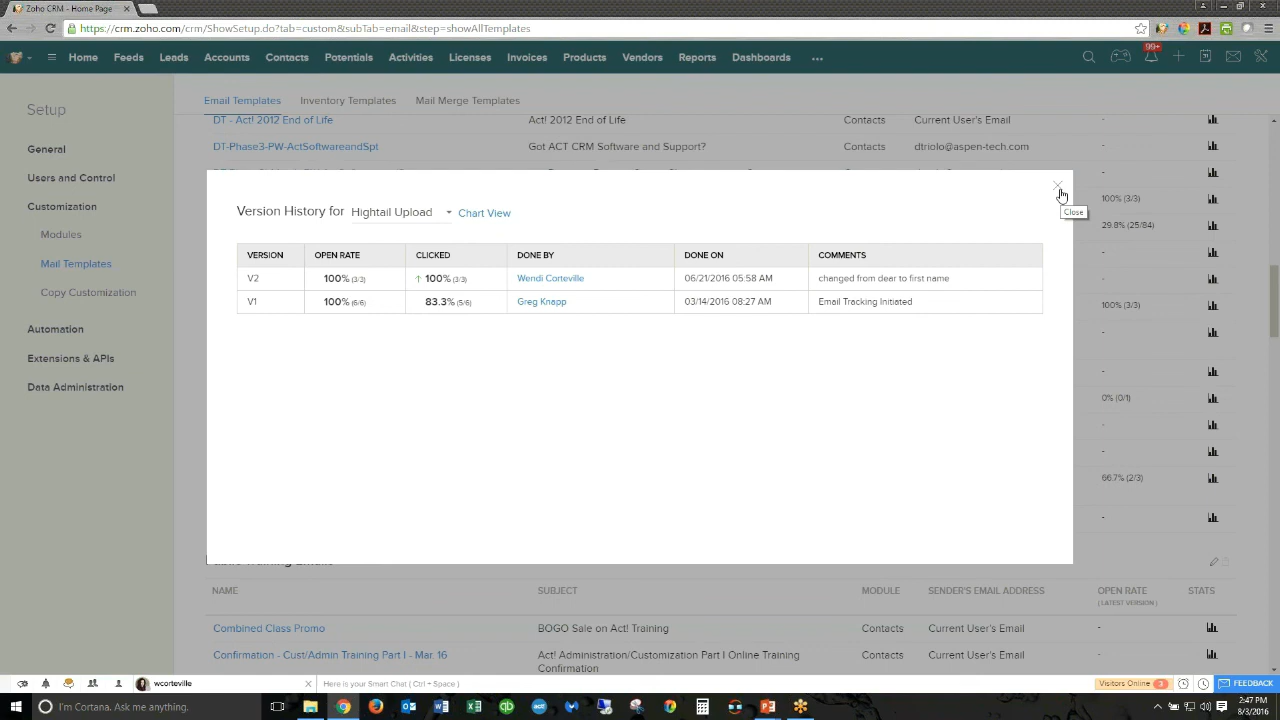 Zoho CRM - Home Page
https://crm.zoho.com/crm/ShowSetup.do?tab=custom&subTab=email&step=showAllTemplates
Home Feeds Leads Accounts Contacts Potentials Activities Licenses Invoices Products Vendors Reports Dashboards ••• 99+
Setup
General
Users and Control
Customization
Modules
Mail Templates
Copy Customization
Automation
Extensions & APIs
Data Administration
Email Templates Inventory Templates Mail Merge Templates
DT - Act! 2012 End of Life Act! 2012 End of Life Contacts Current User's Email -
DT-Phase3-PW-ActSoftwareandSpt Got ACT CRM Software and Support? Contacts dtriolo@aspen-tech.com -
-
100% (3/3)
29.8% (25/84)
-
-
100% (3/3)
-
-
0% (0/1)
-
-
66.7% (2/3)
-
Close
Version History for Hightail Upload Chart View
VERSION OPEN RATE CLICKED DONE BY DONE ON COMMENTS
V2 100% (3/3) ↑ 100% (3/3) Wendi Corteville 06/21/2016 05:58 AM changed from dear to first name
V1 100% (6/6) 83.3% (5/6) Greg Knapp 03/14/2016 08:27 AM Email Tracking Initiated
NAME SUBJECT MODULE SENDER'S EMAIL ADDRESS OPEN RATE STATS
( LATEST VERSION )
Combined Class Promo BOGO Sale on Act! Training Contacts Current User's Email -
Confirmation - Cust/Admin Training Part I - Mar. 16 Act! Administration/Customization Part I Online Training Contacts Current User's Email -
Confirmation
wcorteville Here is your Smart Chat ( Ctrl + Space ) Visitors Online 3 FEEDBACK
I'm Cortana. Ask me anything. 2:47 PM
8/3/2016